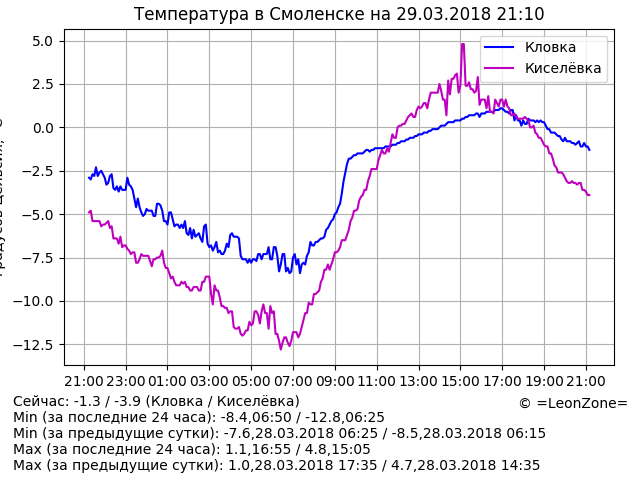 Температура в Смоленске на 29.03.2018 21:10
Кловка
Киселёвка
5.0
2.5
0.0
−2.5
−5.0
−7.5
−10.0
−12.5
21:00 23:00 01:00 03:00 05:00 07:00 09:00 11:00 13:00 15:00 17:00 19:00 21:00
Сейчас: -1.3 / -3.9 (Кловка / Киселёвка)
© =LeonZone=
Min (за последние 24 часа): -8.4,06:50 / -12.8,06:25
Min (за предыдущие сутки): -7.6,28.03.2018 06:25 / -8.5,28.03.2018 06:15
Max (за последние 24 часа): 1.1,16:55 / 4.8,15:05
Max (за предыдущие сутки): 1.0,28.03.2018 17:35 / 4.7,28.03.2018 14:35